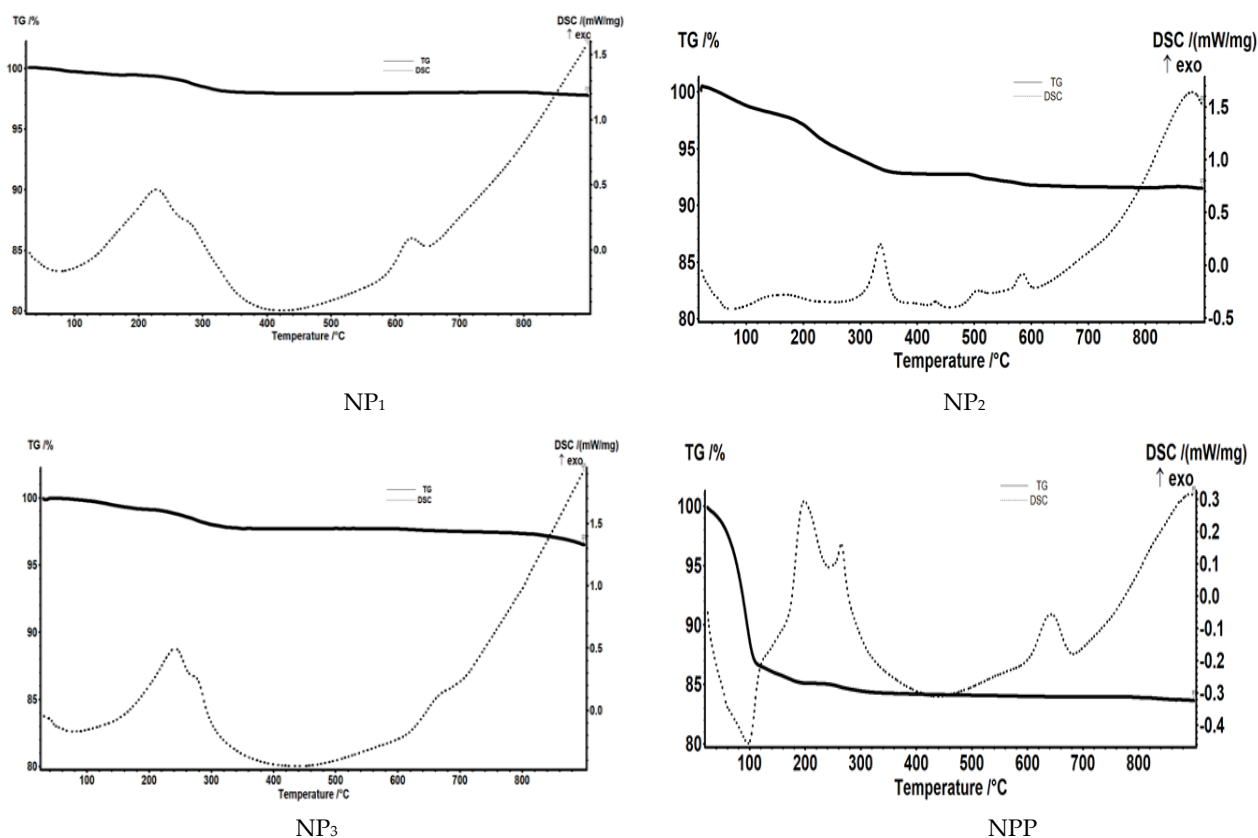 TG /%
DSC /(mW/mg)
↑ exo
TG
DSC
100
95
90
85
80
1.5
1.0
0.5
0.0
100 200 300 400 500 600 700 800
Temperature /°C
NP₁
TG /%
DSC /(mW/mg)
↑ exo
TG
DSC
100
95
90
85
80
1.5
1.0
0.5
0.0
-0.5
100 200 300 400 500 600 700 800
Temperature /°C
NP₂
TG /%
DSC /(mW/mg)
↑ exo
TG
DSC
100
95
90
85
80
1.5
1.0
0.5
0.0
100 200 300 400 500 600 700 800
Temperature /°C
NP₃
TG /%
DSC /(mW/mg)
↑ exo
TG
DSC
100
95
90
85
80
0.3
0.2
0.1
0.0
-0.1
-0.2
-0.3
-0.4
100 200 300 400 500 600 700 800
Temperature /°C
NPP